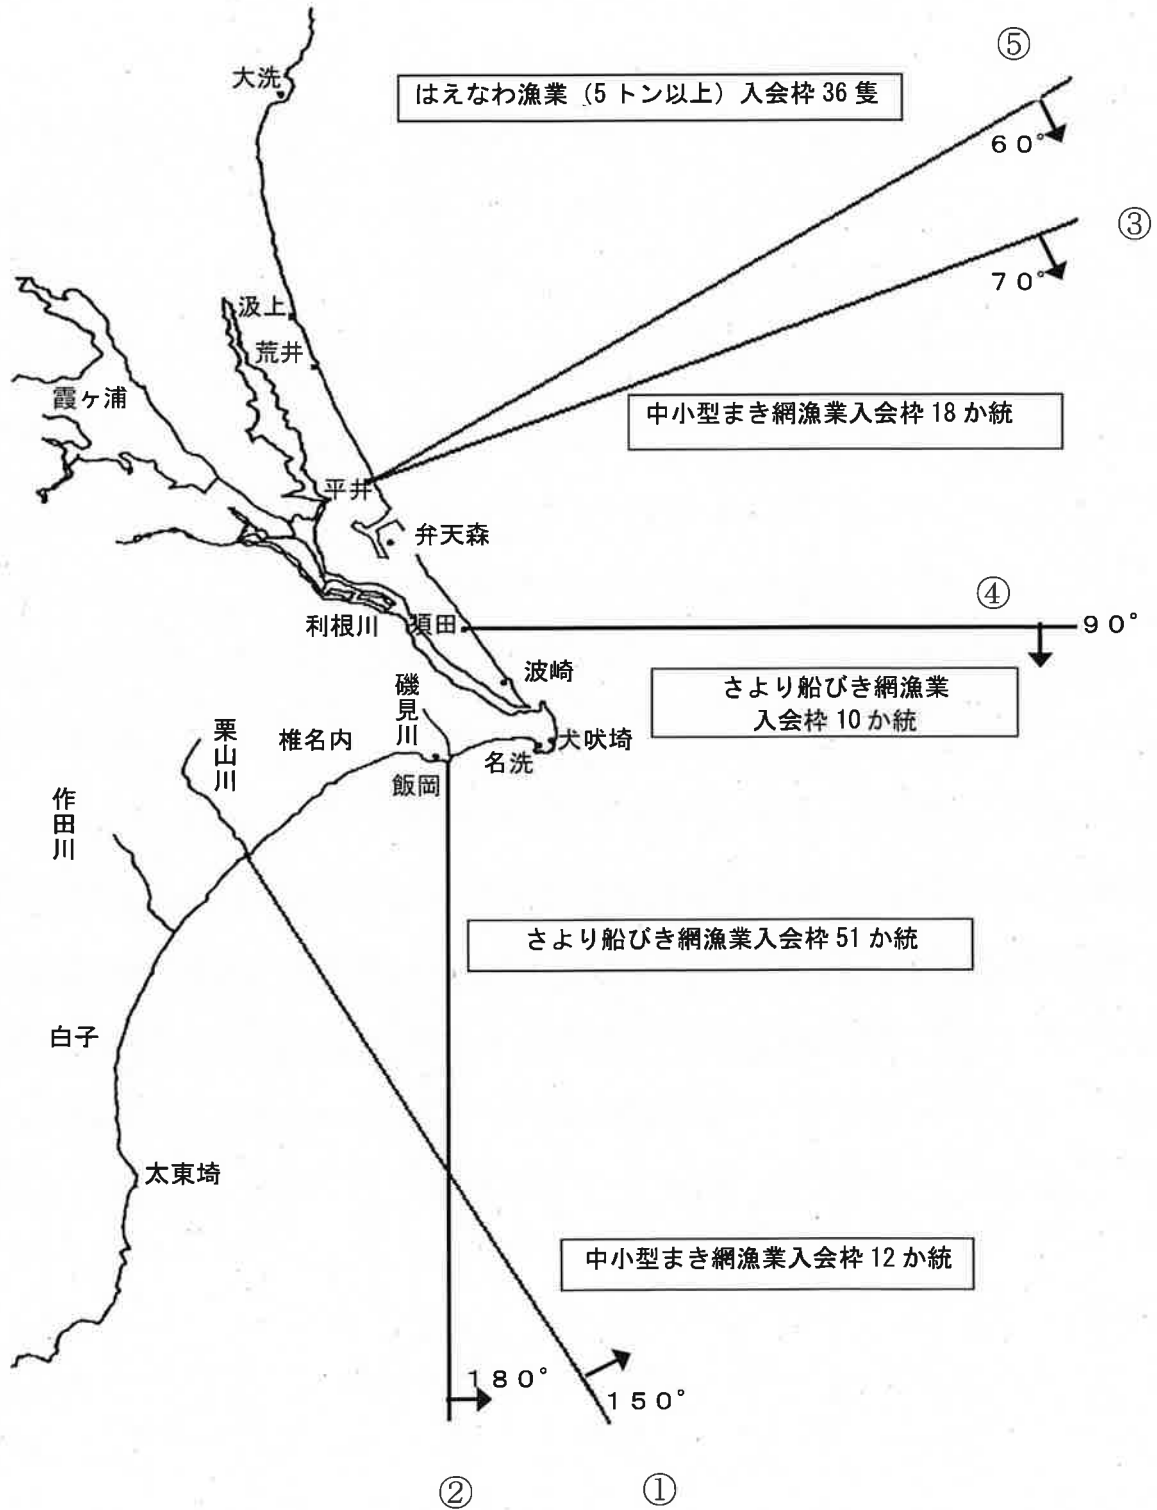 ⑤
大洗
はえなわ漁業（5トン以上）入会枠36隻
６０°
③
７０°
汲上
荒井
霞ヶ浦
中小型まき網漁業入会枠18か統
平井
弁天森
④
利根川
須田
９０°
波崎
さより船びき網漁業
入会枠10か統
磯見川
栗山川
椎名内
名洗
犬吠埼
飯岡
作田川
さより船びき網漁業入会枠51か統
白子
太東埼
中小型まき網漁業入会枠12か統
１８０°
１５０°
②
①